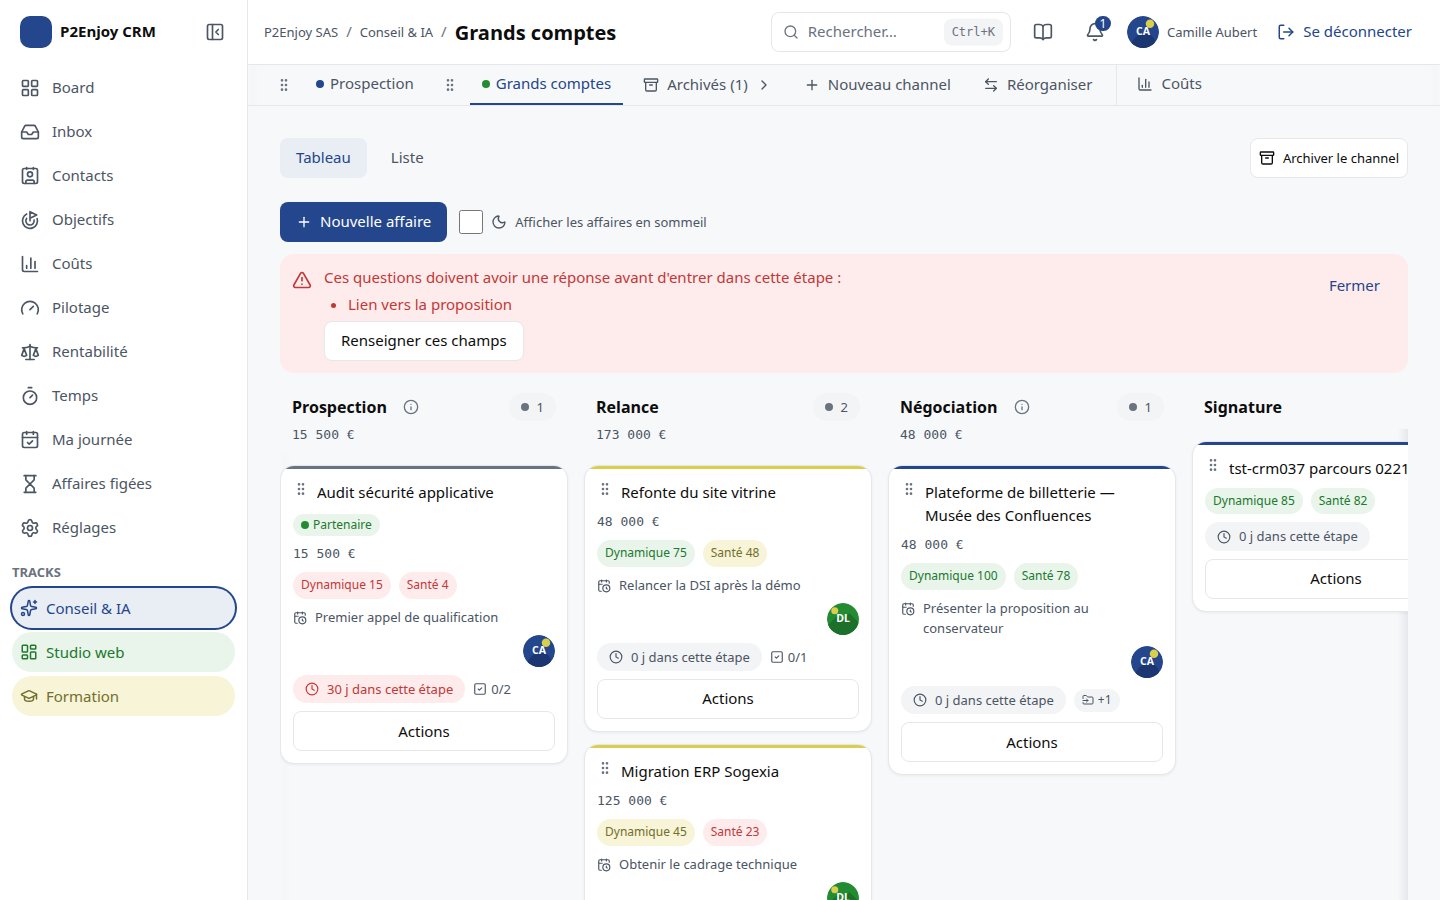 P2Enjoy CRM
Board
Inbox
Contacts
Objectifs
Coûts
Pilotage
Rentabilité
Temps
Ma journée
Affaires figées
Réglages
TRACKS
Conseil & IA
Studio web
Formation
P2Enjoy SAS / Conseil & IA / Grands comptes
Rechercher... Ctrl+K
1
CA Camille Aubert
Se déconnecter
Prospection
Grands comptes
Archivés (1)
Nouveau channel
Réorganiser
Coûts
Tableau
Liste
Archiver le channel
Nouvelle affaire
Afficher les affaires en sommeil
Ces questions doivent avoir une réponse avant d'entrer dans cette étape :
• Lien vers la proposition
Renseigner ces champs
Fermer
Prospection 1
15 500 €
Audit sécurité applicative
Partenaire
15 500 €
Dynamique 15 Santé 4
Premier appel de qualification
CA
30 j dans cette étape 0/2
Actions
Relance 2
173 000 €
Refonte du site vitrine
48 000 €
Dynamique 75 Santé 48
Relancer la DSI après la démo
DL
0 j dans cette étape 0/1
Actions
Migration ERP Sogexia
125 000 €
Dynamique 45 Santé 23
Obtenir le cadrage technique
DL
Négociation 1
48 000 €
Plateforme de billetterie —
Musée des Confluences
48 000 €
Dynamique 100 Santé 78
Présenter la proposition au
conservateur
CA
0 j dans cette étape +1
Actions
Signature
tst-crm037 parcours 0221
Dynamique 85 Santé 82
0 j dans cette étape
Actions